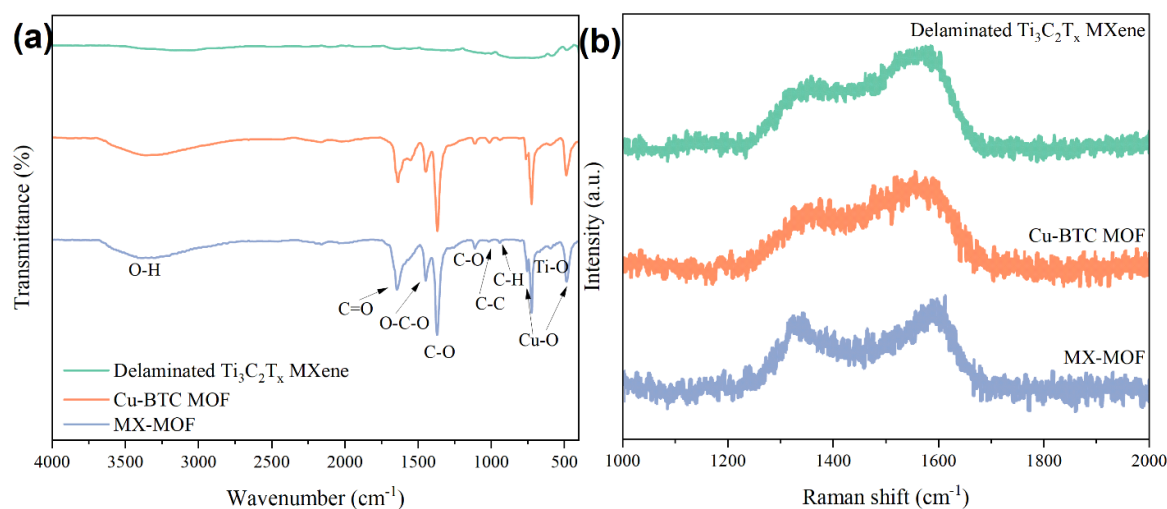 (a)
Transmittance (%)
O-H
C=O
O-C-O
C-O
C-O
C-C
C-H
Ti-O
Cu-O
Delaminated Ti₃C₂Tₓ MXene
Cu-BTC MOF
MX-MOF
4000 3500 3000 2500 2000 1500 1000 500
Wavenumber (cm⁻¹)
(b)
Intensity (a.u.)
Delaminated Ti₃C₂Tₓ MXene
Cu-BTC MOF
MX-MOF
1000 1200 1400 1600 1800 2000
Raman shift (cm⁻¹)